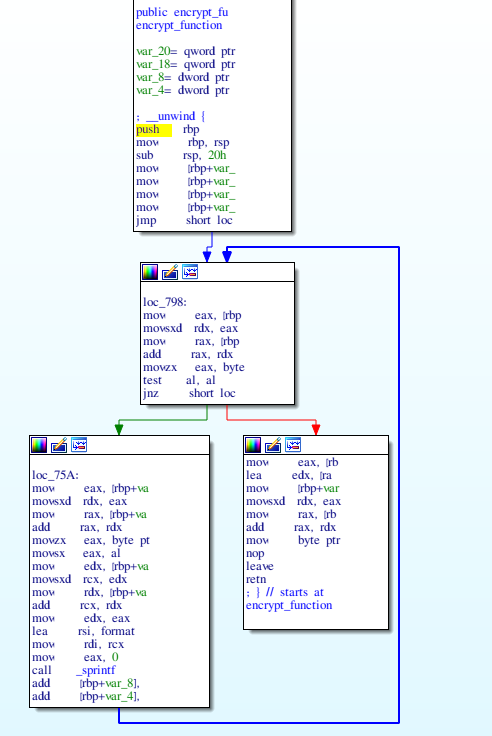 public encrypt_fu
encrypt_function
var_20= qword ptr
var_18= qword ptr
var_8= dword ptr
var_4= dword ptr
; __unwind {
push rbp
mov rbp, rsp
sub rsp, 20h
mov [rbp+var_
mov [rbp+var_
mov [rbp+var_
mov [rbp+var_
jmp short loc
loc_798:
mov eax, [rbp
movsxd rdx, eax
mov rax, [rbp
add rax, rdx
movzx eax, byte
test al, al
jnz short loc
loc_75A:
mov eax, [rbp+va
movsxd rdx, eax
mov rax, [rbp+va
add rax, rdx
movzx eax, byte pt
movsx eax, al
mov edx, [rbp+va
movsxd rcx, edx
mov rdx, [rbp+va
add rcx, rdx
mov edx, eax
lea rsi, format
mov rdi, rcx
mov eax, 0
call _sprintf
add [rbp+var_8],
add [rbp+var_4],
mov eax, [rb
lea edx, [ra
mov [rbp+var
movsxd rdx, eax
mov rax, [rb
add rax, rdx
mov byte ptr
nop
leave
retn
; } // starts at
encrypt_function